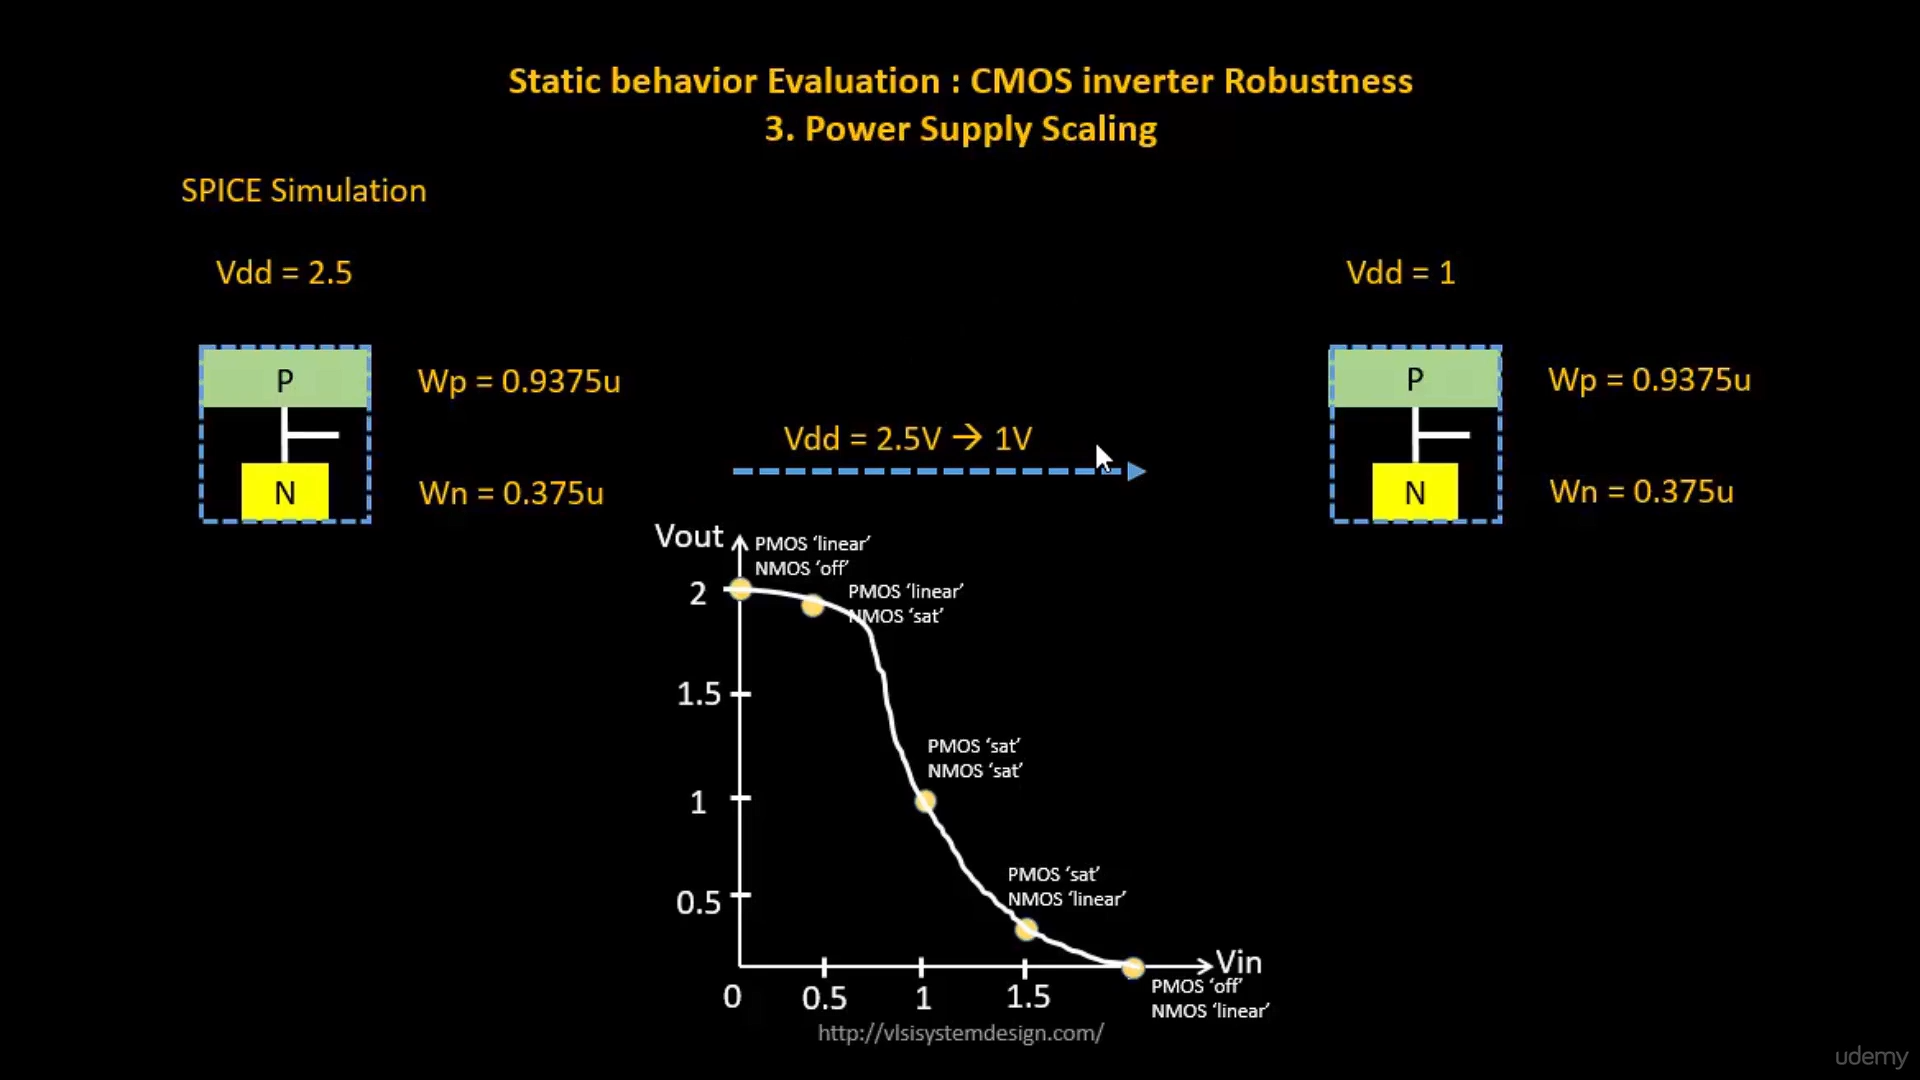 Static behavior Evaluation : CMOS inverter Robustness
3. Power Supply Scaling
SPICE Simulation
Vdd = 2.5
Vdd = 1
P
Wp = 0.9375u
P
Wp = 0.9375u
Vdd = 2.5V → 1V
N
Wn = 0.375u
N
Wn = 0.375u
Vout
PMOS ‘linear’
NMOS ‘off’
2
PMOS ‘linear’
NMOS ‘sat’
1.5
PMOS ‘sat’
NMOS ‘sat’
1
PMOS ‘sat’
NMOS ‘linear’
0.5
Vin
PMOS ‘off’
NMOS ‘linear’
0 0.5 1 1.5
http://vlsisystemdesign.com/
udemy